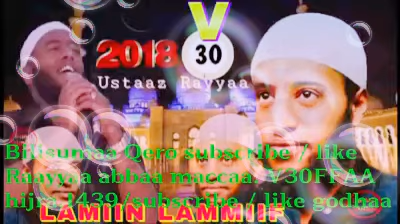 V
2018 30
Ustaaz Rayyaa
Bilisumaa Qero subscribe / like
Raayyaa abbaa maccaa/V30FFAA
hijra 1439/subscribe / like godhaa
LAMIIN LAMMIIF